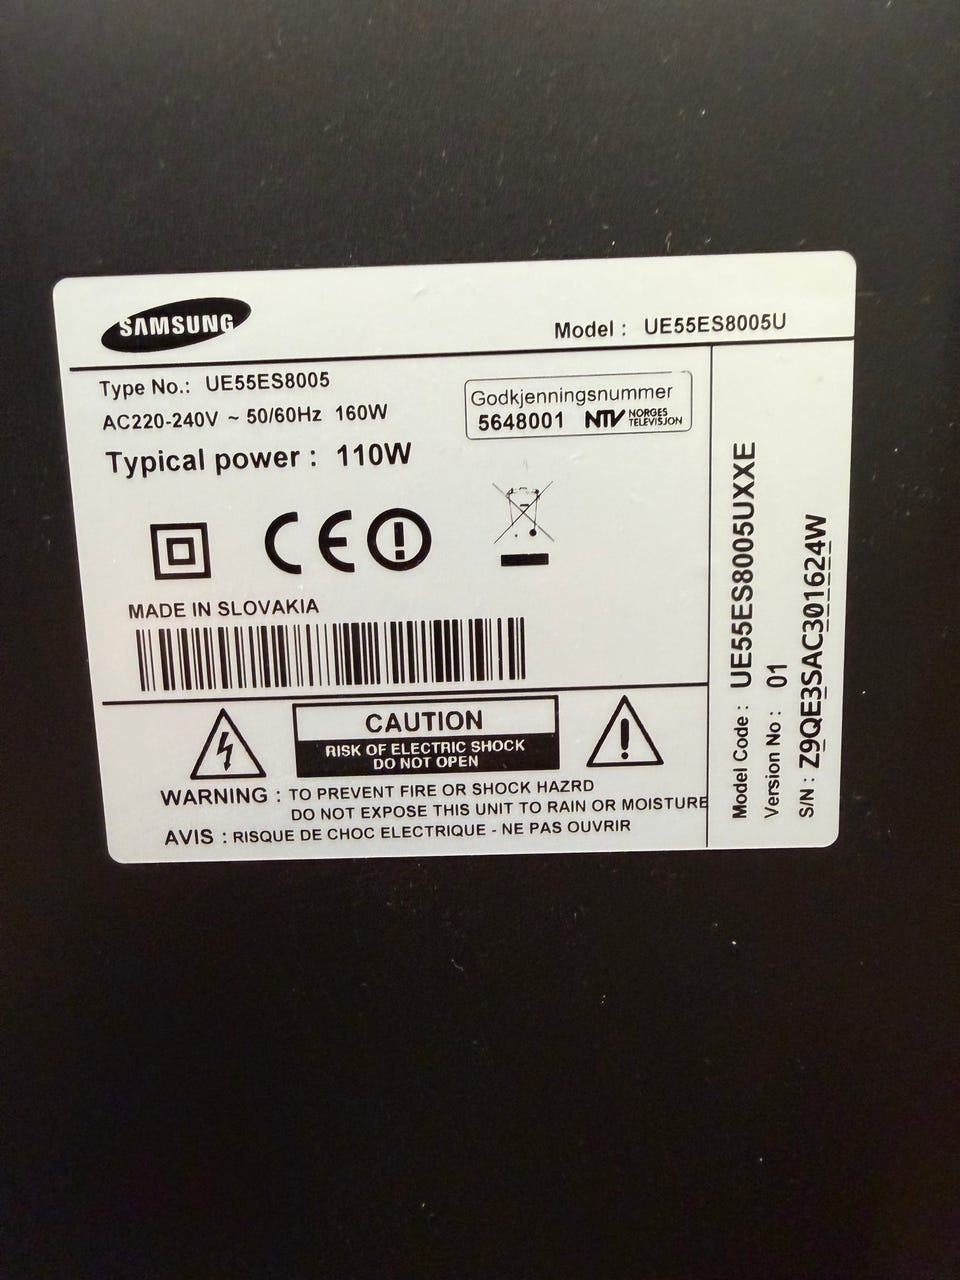 SAMSUNG
Model : UE55ES8005U
Type No.: UE55ES8005
AC220-240V ~ 50/60Hz 160W
Typical power : 110W
Godkjenningsnummer
5648001 NTV NORGES TELEVISJON
CE
MADE IN SLOVAKIA
CAUTION
RISK OF ELECTRIC SHOCK
DO NOT OPEN
WARNING : TO PREVENT FIRE OR SHOCK HAZRD
DO NOT EXPOSE THIS UNIT TO RAIN OR MOISTURE
AVIS : RISQUE DE CHOC ELECTRIQUE - NE PAS OUVRIR
Model Code : UE55ES8005UXXE
Version No : 01
S/N : Z9QE3SAC301624W